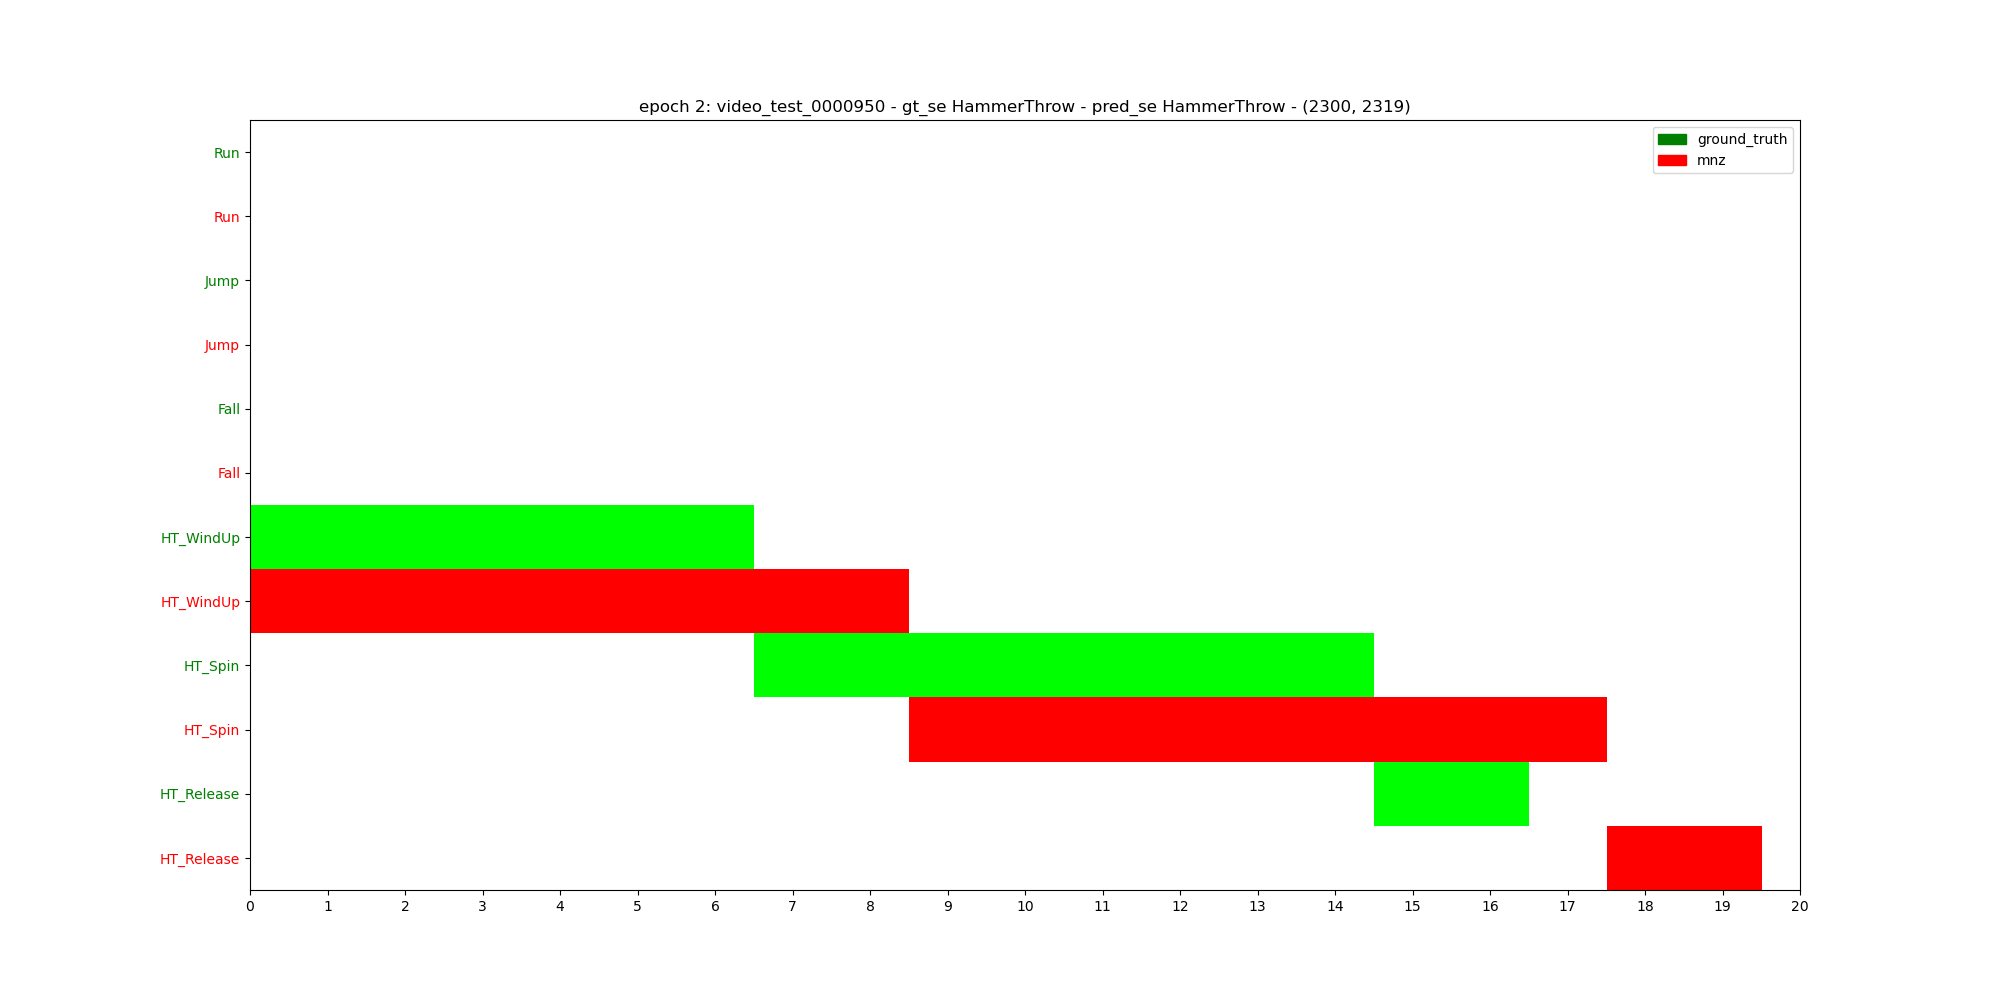 epoch 2: video_test_0000950 - gt_se HammerThrow - pred_se HammerThrow - (2300, 2319)
ground_truth
mnz
Run
Run
Jump
Jump
Fall
Fall
HT_WindUp
HT_WindUp
HT_Spin
HT_Spin
HT_Release
HT_Release
0 1 2 3 4 5 6 7 8 9 10 11 12 13 14 15 16 17 18 19 20